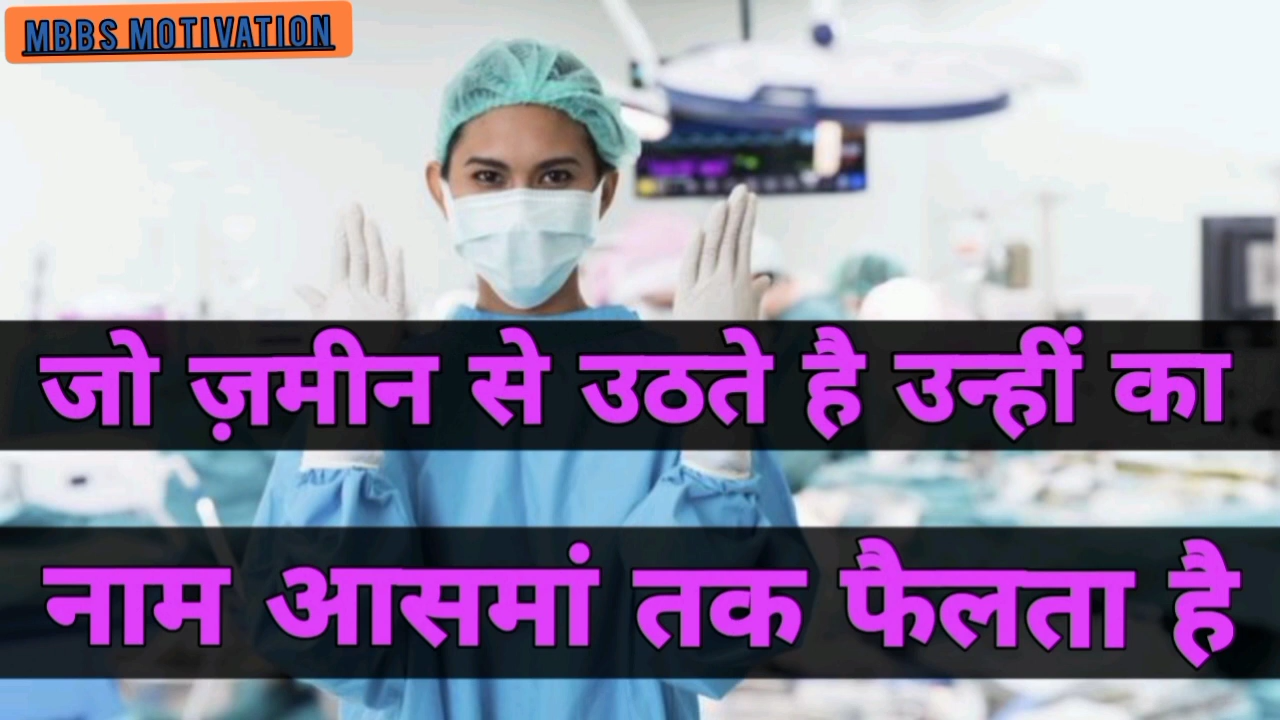 MBBS MOTIVATION
जो ज़मीन से उठते है उन्हीं का
नाम आसमां तक फैलता है